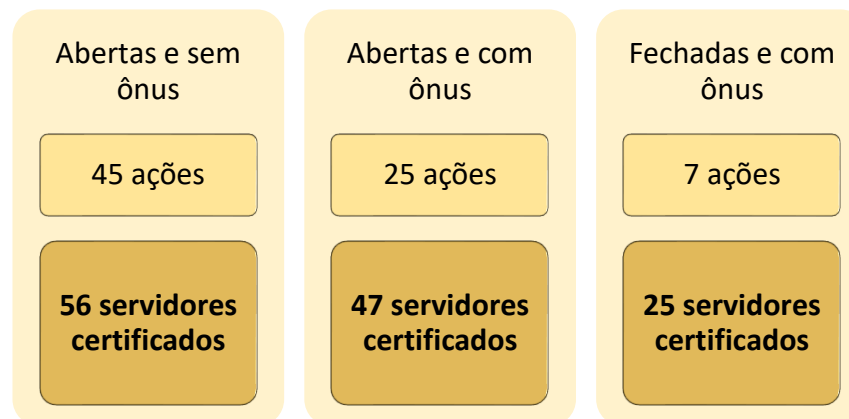 Abertas e sem
ônus
45 ações
56 servidores
certificados
Abertas e com
ônus
25 ações
47 servidores
certificados
Fechadas e com
ônus
7 ações
25 servidores
certificados